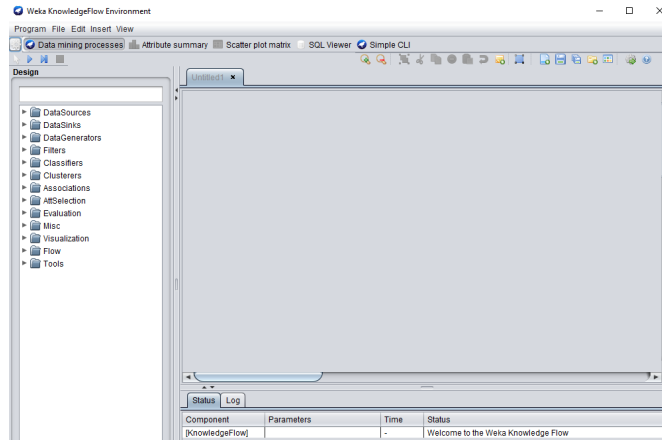 Weka KnowledgeFlow Environment
Program File Edit Insert View
Data mining processes Attribute summary Scatter plot matrix SQL Viewer Simple CLI
Design
Untitled1
DataSources
DataSinks
DataGenerators
Filters
Classifiers
Clusterers
Associations
AttSelection
Evaluation
Misc
Visualization
Flow
Tools
Status Log
Component Parameters Time Status
[KnowledgeFlow] - Welcome to the Weka Knowledge Flow